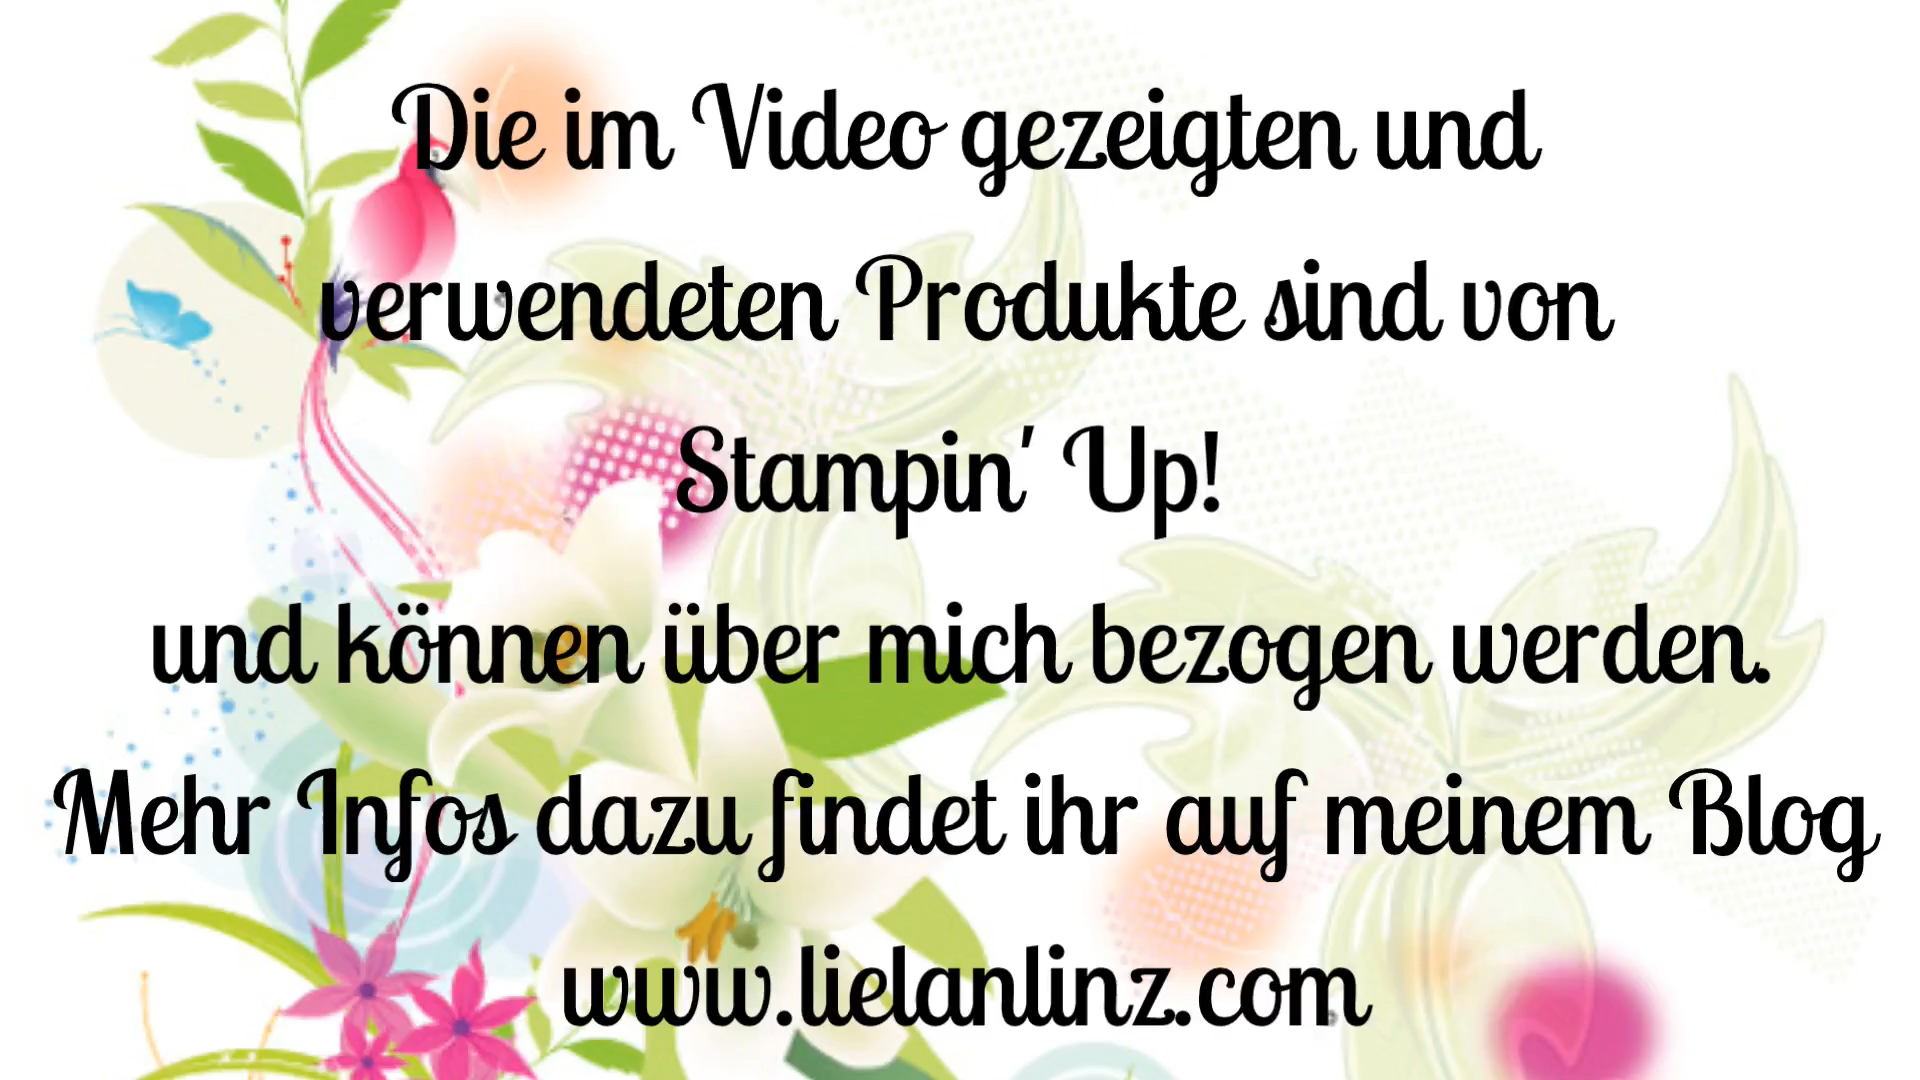 Die im Video gezeigten und
verwendeten Produkte sind von
Stampin' Up!
und können über mich bezogen werden.
Mehr Infos dazu findet ihr auf meinem Blog
www.lielanlinz.com